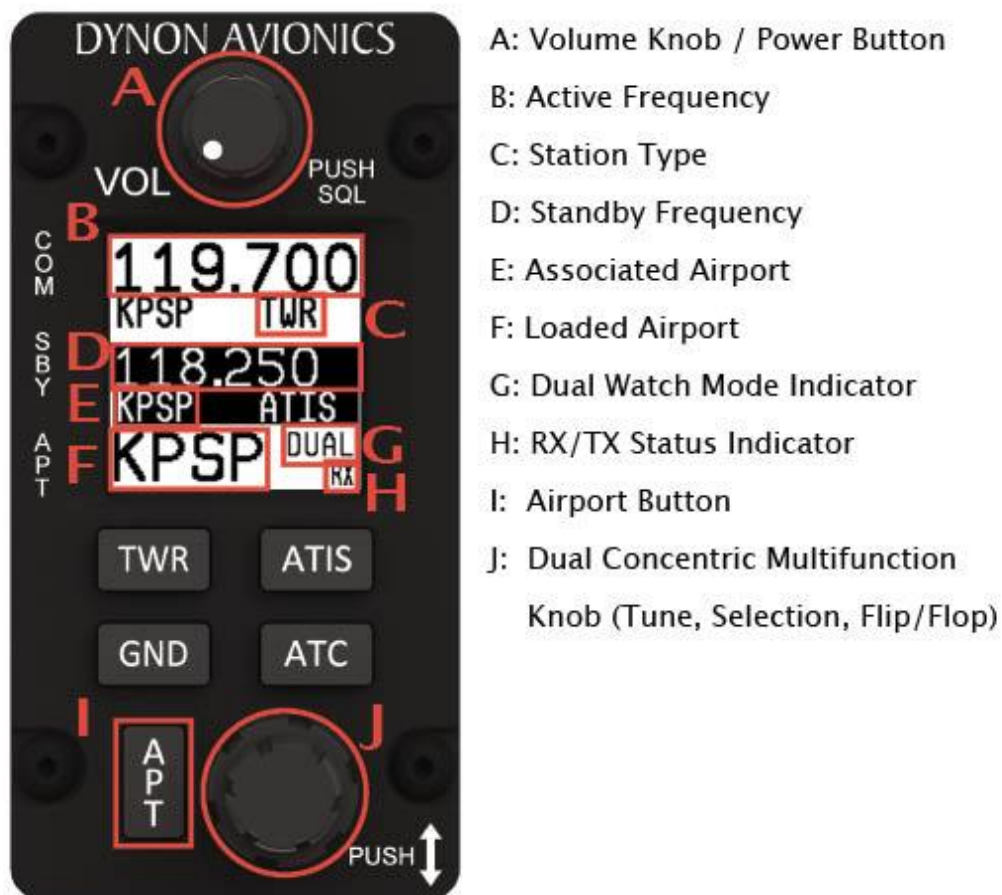 DYNON AVIONICS
A
VOL
PUSH
SQL
B
COM
119.700
KPSP TWR
C
SBY
D
118.250
E
KPSP ATIS
APT
F
KPSP
DUAL
G
RX
H
TWR ATIS
GND ATC
I
APT
J
PUSH
A: Volume Knob / Power Button
B: Active Frequency
C: Station Type
D: Standby Frequency
E: Associated Airport
F: Loaded Airport
G: Dual Watch Mode Indicator
H: RX/TX Status Indicator
I: Airport Button
J: Dual Concentric Multifunction
Knob (Tune, Selection, Flip/Flop)